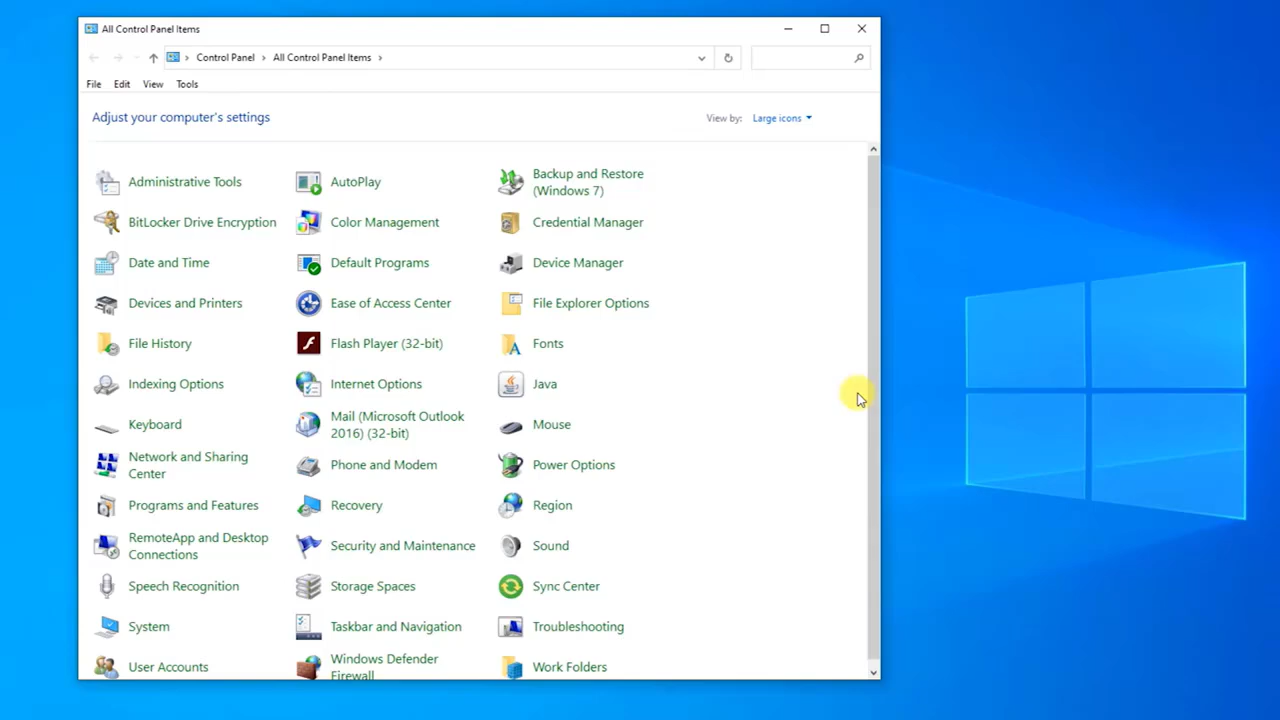 All Control Panel Items
Control Panel All Control Panel Items
File Edit View Tools
Adjust your computer's settings
View by: Large icons
Administrative Tools
AutoPlay
Backup and Restore
(Windows 7)
BitLocker Drive Encryption
Color Management
Credential Manager
Date and Time
Default Programs
Device Manager
Devices and Printers
Ease of Access Center
File Explorer Options
File History
Flash Player (32-bit)
Fonts
Indexing Options
Internet Options
Java
Keyboard
Mail (Microsoft Outlook
2016) (32-bit)
Mouse
Network and Sharing
Center
Phone and Modem
Power Options
Programs and Features
Recovery
Region
RemoteApp and Desktop
Connections
Security and Maintenance
Sound
Speech Recognition
Storage Spaces
Sync Center
System
Taskbar and Navigation
Troubleshooting
User Accounts
Windows Defender
Firewall
Work Folders